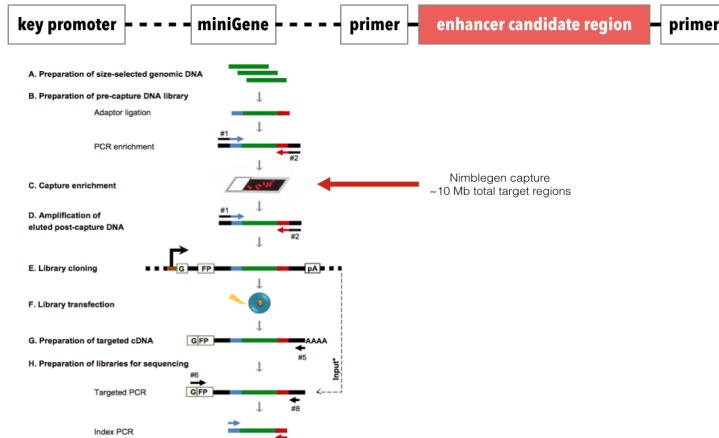 key promoter
miniGene
primer
enhancer candidate region
primer
A. Preparation of size-selected genomic DNA
B. Preparation of pre-capture DNA library
Adaptor ligation
#1
PCR enrichment
#2
C. Capture enrichment
Nimblegen capture
~10 Mb total target regions
D. Amplification of
eluted post-capture DNA
#1
#2
E. Library cloning
G
FP
pA
F. Library transfection
G. Preparation of targeted cDNA
G FP
AAAA
#5
H. Preparation of libraries for sequencing
Input*
#6
Targeted PCR
G FP
#8
Index PCR